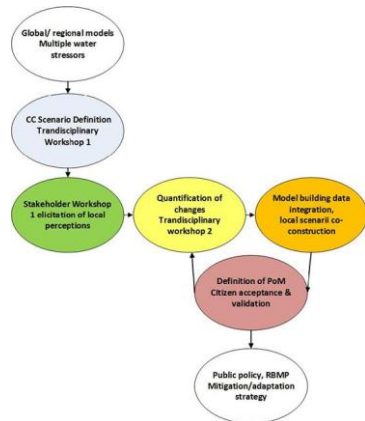 Global/ regional models
Multiple water
stressors
CC Scenario Definition
Trandisciplinary
Workshop 1
Stakeholder Workshop
1 elicitation of local
perceptions
Quantification of
changes
Trandisciplinary
workshop 2
Model building data
integration,
local scenarii co-
construction
Definition of PoM
Citizen acceptance &
validation
Public policy, RBMP
Mitigation/adaptation
strategy